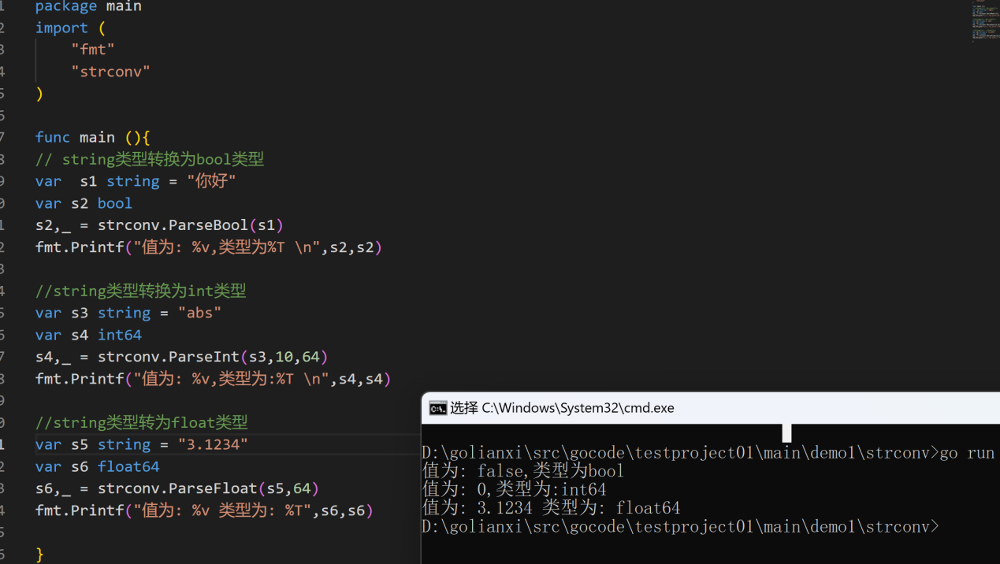 package main
import (
"fmt"
"strconv"
)
func main (){
// string类型转换为bool类型
var  s1 string = "你好"
var s2 bool
s2,_ = strconv.ParseBool(s1)
fmt.Printf("值为: %v,类型为%T \n",s2,s2)
//string类型转换为int类型
var s3 string = "abs"
var s4 int64
s4,_ = strconv.ParseInt(s3,10,64)
fmt.Printf("值为: %v,类型为:%T \n",s4,s4)
//string类型转为float类型
var s5 string = "3.1234"
var s6 float64
s6,_ = strconv.ParseFloat(s5,64)
fmt.Printf("值为: %v 类型为: %T",s6,s6)
}
选择 C:\Windows\System32\cmd.exe
D:\golianxi\src\gocode\testproject01\main\demo1\strconv>go run
值为: false,类型为bool
值为: 0,类型为:int64
值为: 3.1234 类型为: float64
D:\golianxi\src\gocode\testproject01\main\demo1\strconv>